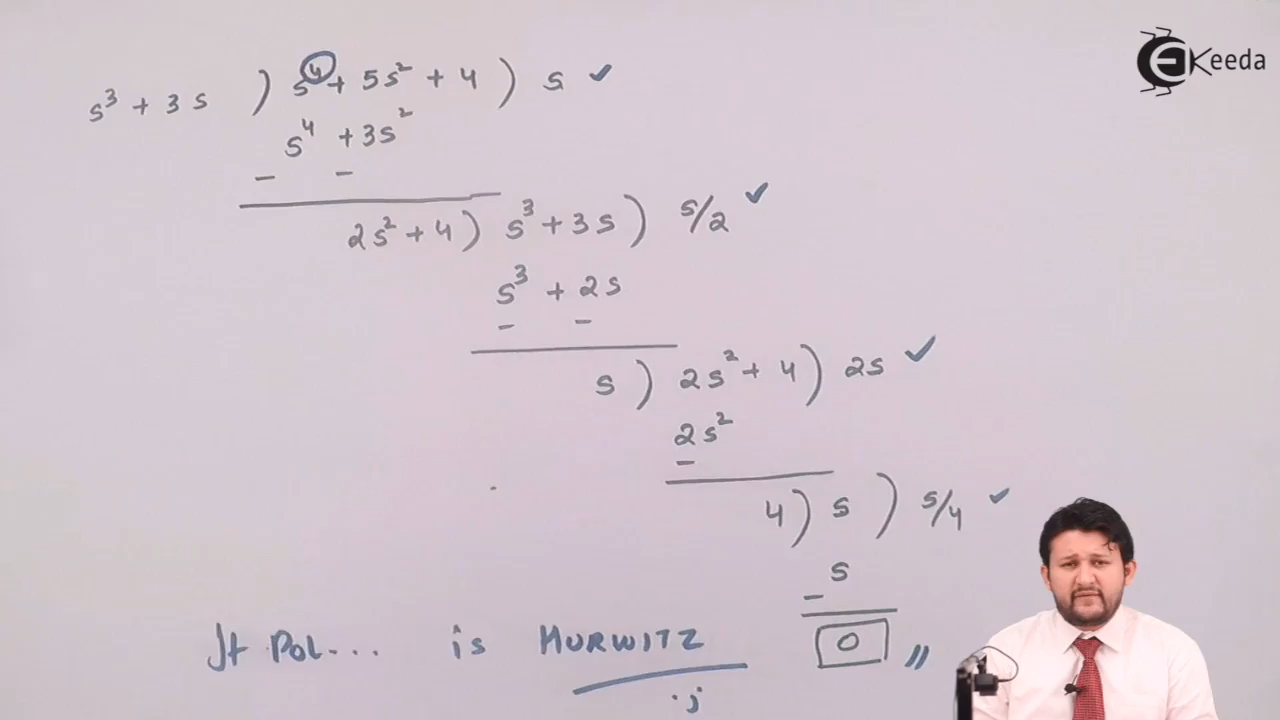 EKeeda
s³ + 3s ) s⁴ + 5s² + 4 ) s ✓
s⁴ + 3s²
− −
2s² + 4 ) s³ + 3s ) s/2 ✓
s³ + 2s
− −
s ) 2s² + 4 ) 2s ✓
2s²
−
4 ) s ) s/4 ✓
s
−
0 //
It Pol... is HURWITZ